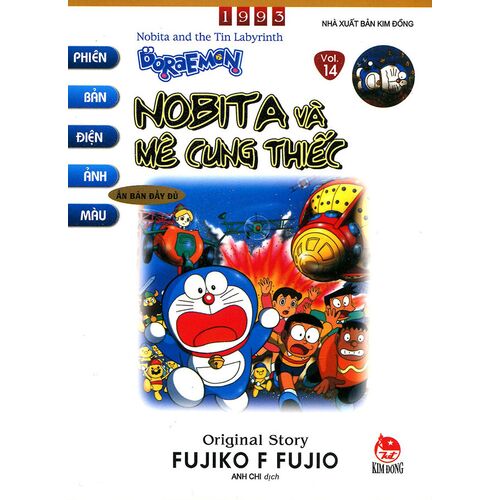 1993
NHÀ XUẤT BẢN KIM ĐỒNG
Nobita and the Tin Labyrinth
DORAEMON
Vol.
14
PHIÊN
BẢN
ĐIỆN
ẢNH
MÀU
NOBITA VÀ
MÊ CUNG THIẾC
ẤN BẢN ĐẦY ĐỦ
Original Story
FUJIKO F FUJIO
ANH CHI dịch
KIM ĐỒNG